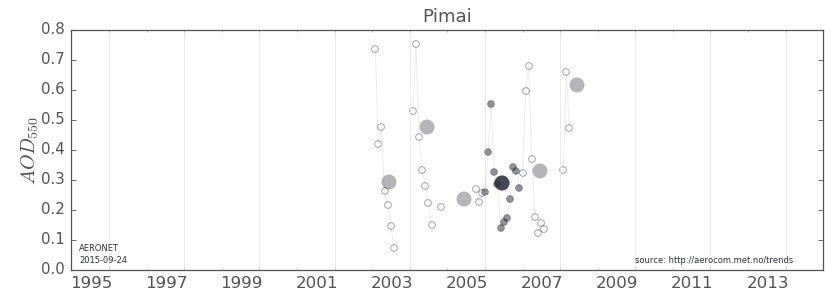 Pimai
0.8
0.7
0.6
0.5
0.4
0.3
0.2
0.1
0.0
AOD550
AERONET
2015-09-24
source: http://aerocom.met.no/trends
1995 1997 1999 2001 2003 2005 2007 2009 2011 2013